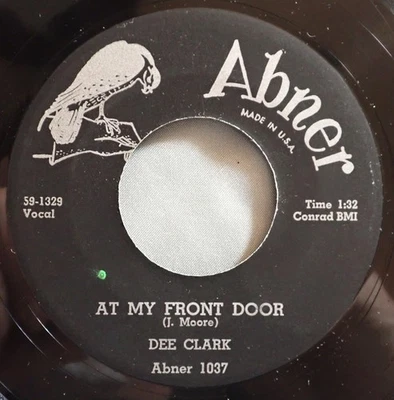 Abner
MADE IN U.S.A.
59-1329
Vocal
Time 1:32
Conrad BMI
AT MY FRONT DOOR
(J. Moore)
DEE CLARK
Abner 1037